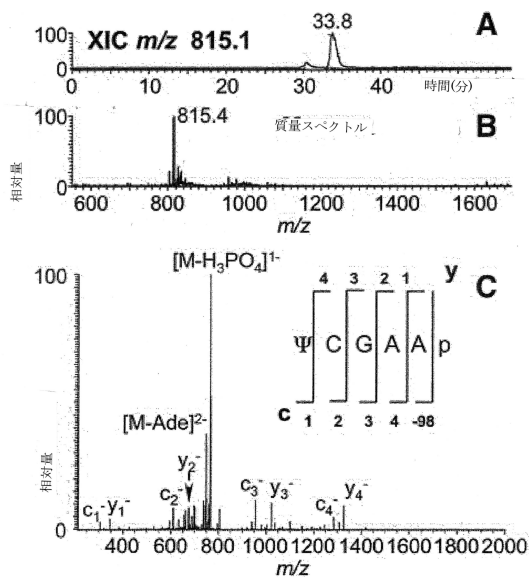 100
XIC m/z 815.1
33.8
A
0
0 10 20 30 40 時間(分)
100
815.4
質量スペクトル
B
相対量
0
600 800 1000 1200 1400 1600
m/z
[M-H₃PO₄]¹⁻
100
4 3 2 1 y
C
Ψ C G A A p
c 1 2 3 4 -98
[M-Ade]²⁻
y₂⁻
相対量
c₁⁻ y₁⁻ c₂⁻ c₃⁻ y₃⁻ c₄⁻ y₄⁻
0
400 600 800 1000 1200 1400 1600 1800 2000
m/z